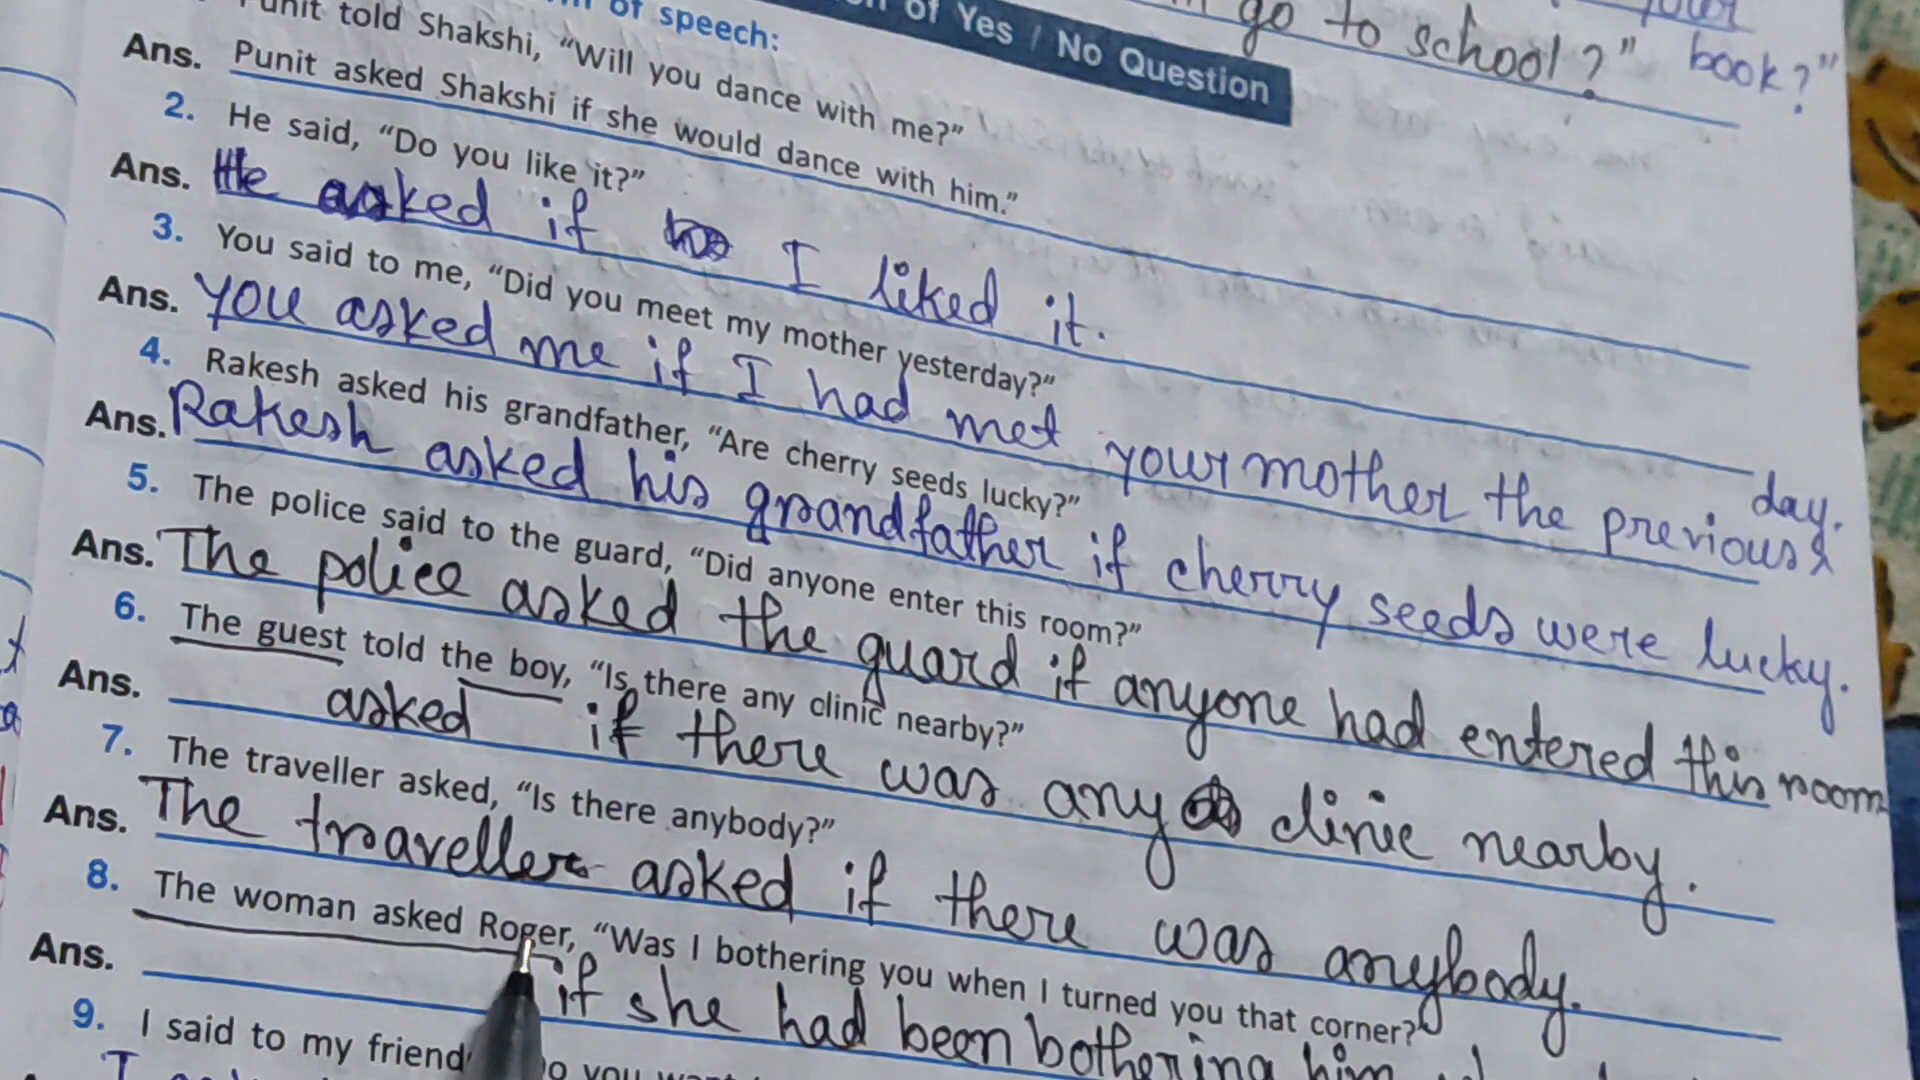 your
go to school?" book?"
of speech:
of Yes / No Question
told Shakshi, "Will you dance with me?"
Ans. Punit asked Shakshi if she would dance with him."
2. He said, "Do you like it?"
Ans. He asked if I liked it.
3. You said to me, "Did you meet my mother yesterday?"
Ans. You asked me if I had met your mother the previous day.
4. Rakesh asked his grandfather, "Are cherry seeds lucky?"
Ans. Rakesh asked his grandfather if cherry seeds were lucky.
5. The police said to the guard, "Did anyone enter this room?"
Ans. The police asked the guard if anyone had entered this room
6. The guest told the boy, "Is there any clinic nearby?"
Ans. asked if there was any clinic nearby.
7. The traveller asked, "Is there anybody?"
Ans. The traveller asked if there was anybody.
8. The woman asked Roger, "Was I bothering you when I turned you that corner?"
Ans. if she had been bothering him
9. I said to my friend you want
I